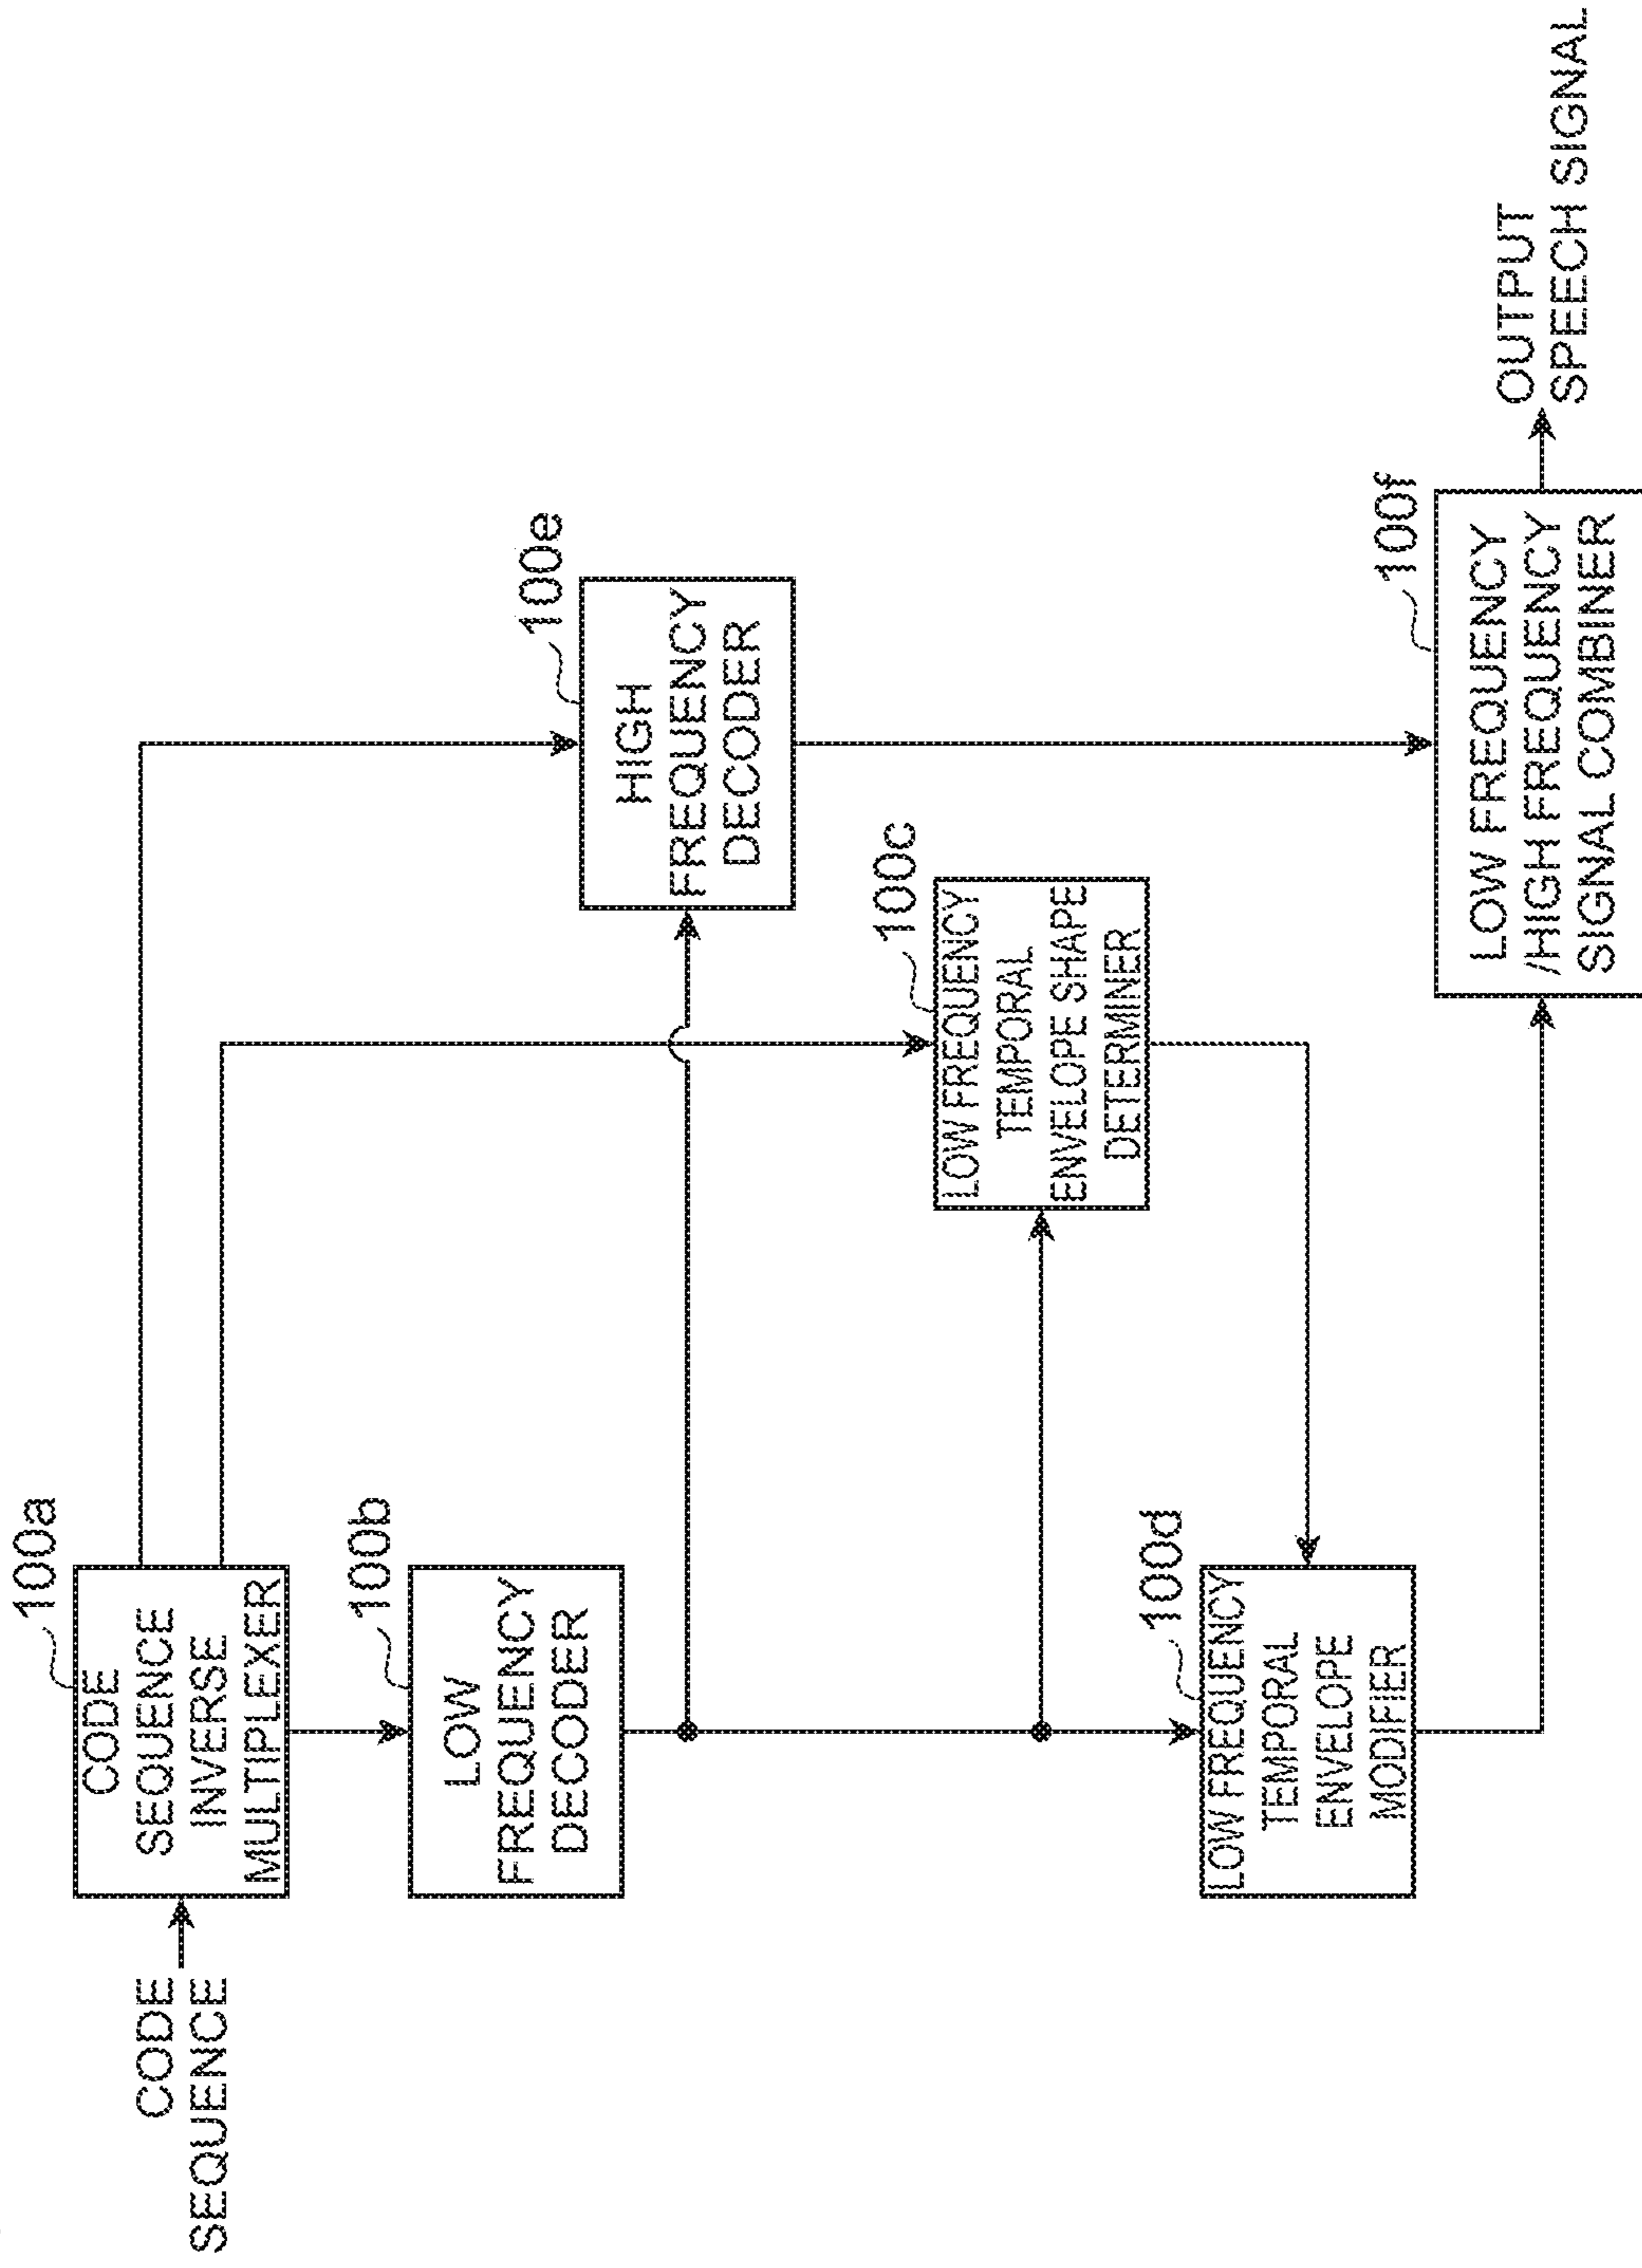 CODE
SEQUENCE
100a
CODE
SEQUENCE
INVERSE
MULTIPLEXER
100b
LOW
FREQUENCY
DECODER
100e
HIGH
FREQUENCY
DECODER
100c
LOW FREQUENCY
TEMPORAL
ENVELOPE SHAPE
DETERMINER
100d
LOW FREQUENCY
TEMPORAL
ENVELOPE
MODIFIER
100f
LOW FREQUENCY
/HIGH FREQUENCY
SIGNAL COMBINER
OUTPUT
SPEECH SIGNAL